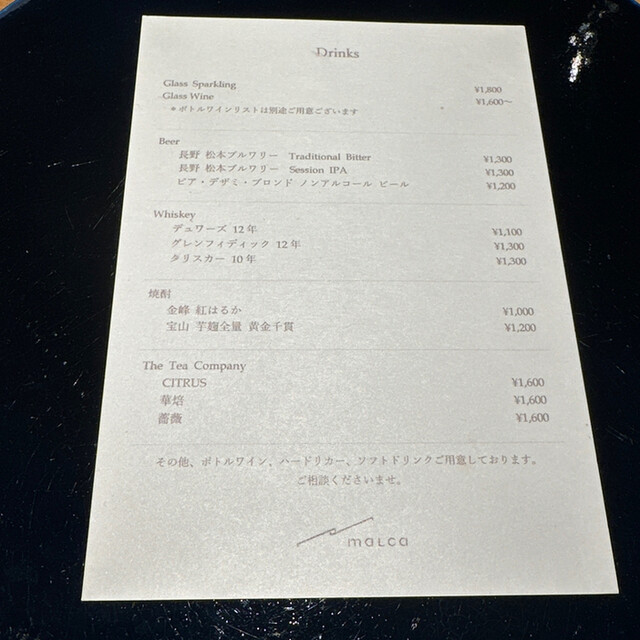 Drinks
Glass Sparkling ¥1,800
Glass Wine ¥1,600〜
＊ボトルワインリストは別途ご用意ございます
Beer
長野 松本ブルワリー Traditional Bitter ¥1,300
長野 松本ブルワリー Session IPA ¥1,300
ピア・デザミ・ブロンド ノンアルコール ビール ¥1,200
Whiskey
デュワーズ 12年 ¥1,100
グレンフィディック 12年 ¥1,300
タリスカー 10年 ¥1,300
焼酎
金峰 紅はるか ¥1,000
宝山 芋麹全量 黄金千貫 ¥1,200
The Tea Company
CITRUS ¥1,600
華焙 ¥1,600
薔薇 ¥1,600
その他、ボトルワイン、ハードリカー、ソフトドリンクご用意しております。
ご相談くださいませ。
maLca